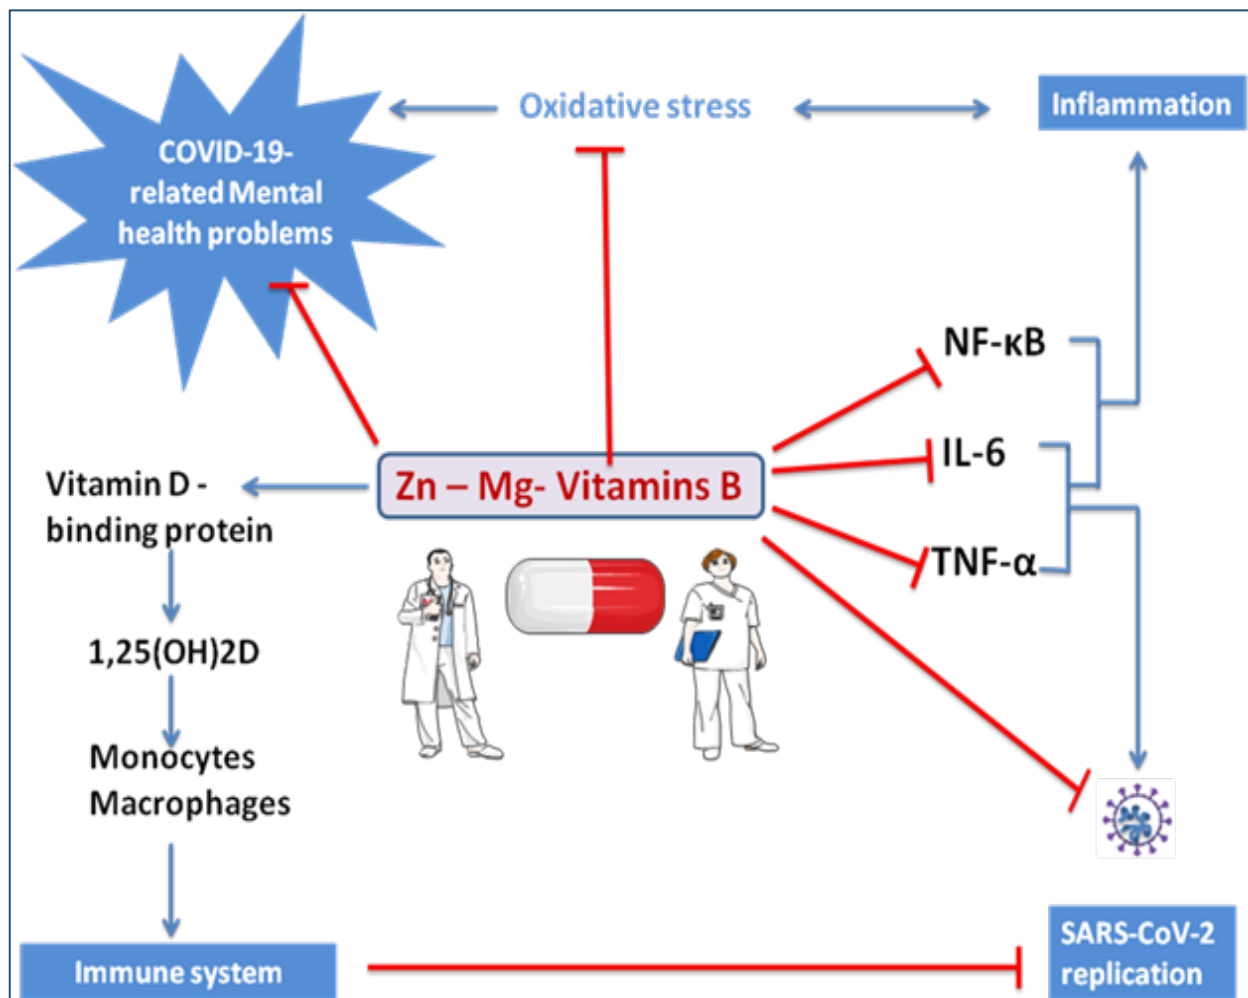 COVID-19-
related Mental
health problems
Oxidative stress
Inflammation
NF-κB
IL-6
TNF-α
Zn – Mg- Vitamins B
Vitamin D -
binding protein
1,25(OH)2D
Monocytes
Macrophages
Immune system
SARS-CoV-2
replication